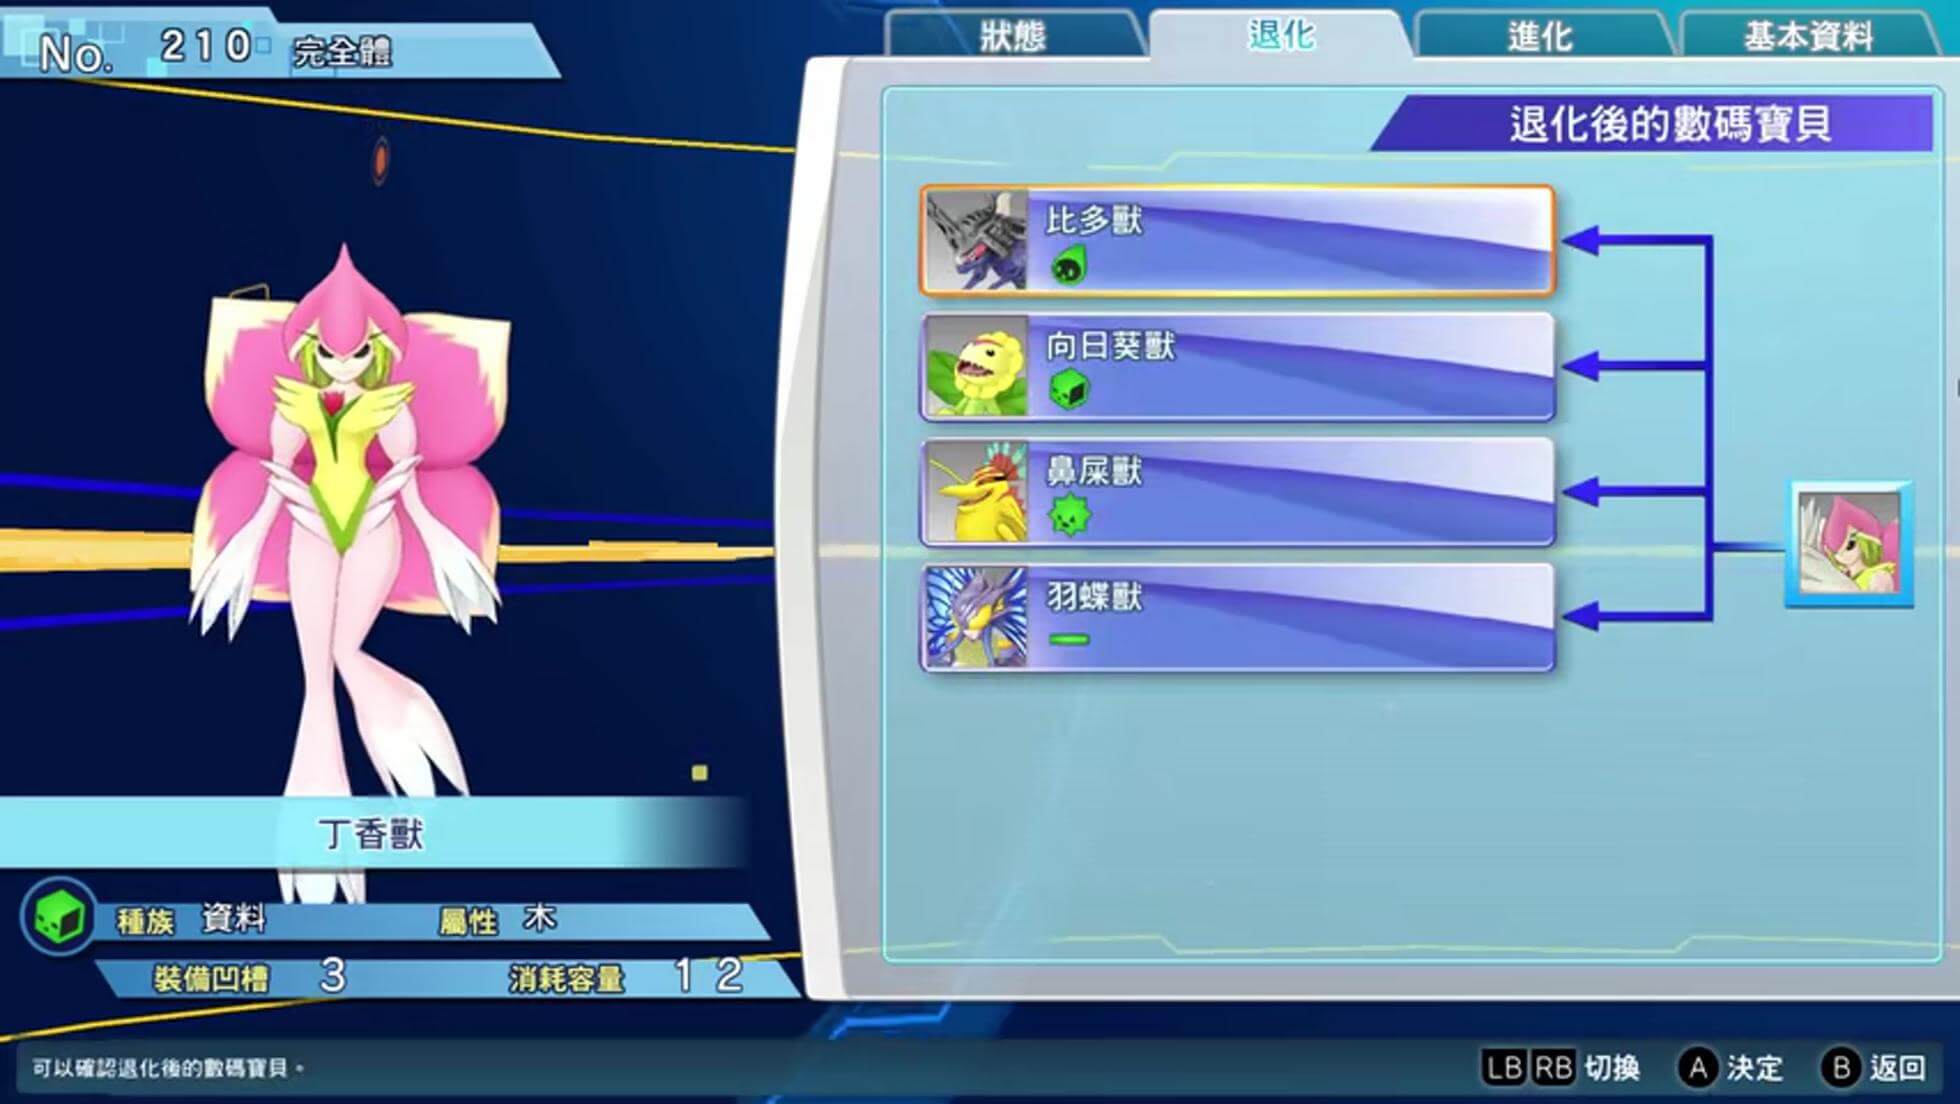 No. 210 完全體
狀態 退化 進化 基本資料
退化後的數碼寶貝
比多獸
向日葵獸
鼻屎獸
羽蝶獸
丁香獸
種族 資料 屬性 木
裝備凹槽 3 消耗容量 12
可以確認退化後的數碼寶貝。
LB RB 切換 A 決定 B 返回